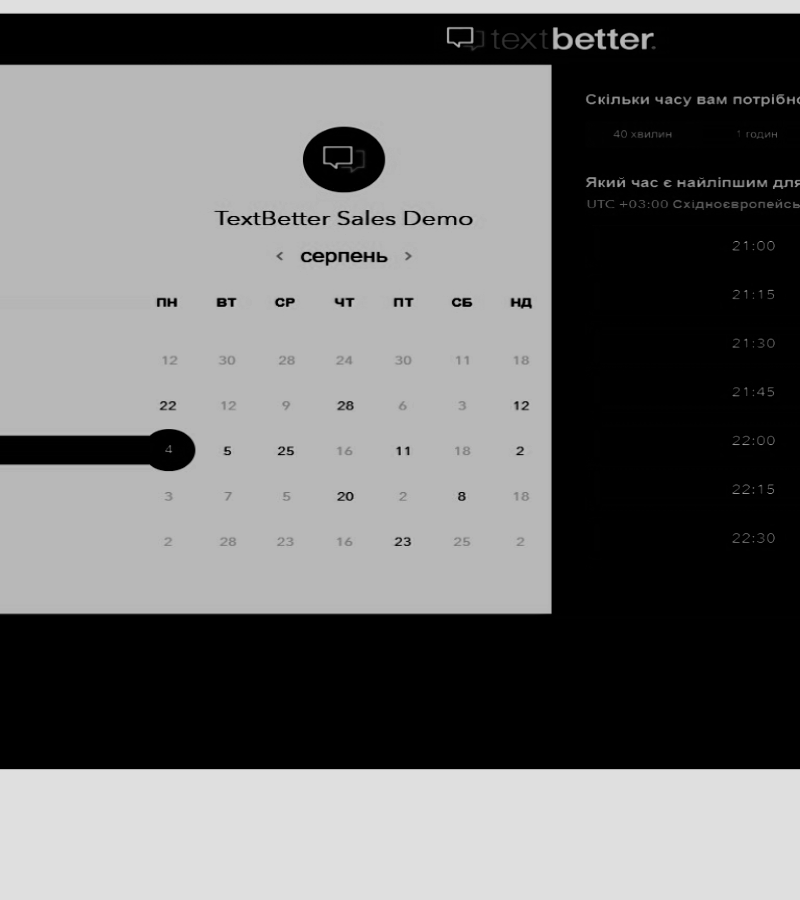 textbetter.
TextBetter Sales Demo
серпень
ПН ВТ СР ЧТ ПТ СБ НД
12 30 28 24 30 11 18
22 12 9 28 6 3 12
4 5 25 16 11 18 2
3 7 5 20 2 8 18
2 28 23 16 23 25 2
Скільки часу вам потрібно
40 хвилин 1 годин
Який час є найліпшим для
UTC +03:00 Східноєвропейсь
21:00
21:15
21:30
21:45
22:00
22:15
22:30